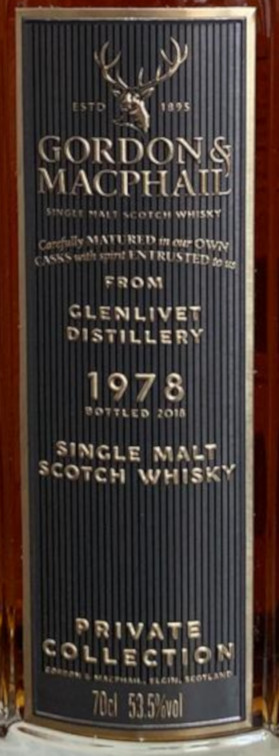 ESTD 1895
GORDON &
MACPHAIL
SINGLE MALT SCOTCH WHISKY
Carefully MATURED in our OWN
CASKS with spirit ENTRUSTED to us
FROM
GLENLIVET
DISTILLERY
1978
BOTTLED 2018
SINGLE MALT
SCOTCH WHISKY
PRIVATE
COLLECTION
GORDON & MACPHAIL, ELGIN, SCOTLAND
70cl 53.5%vol